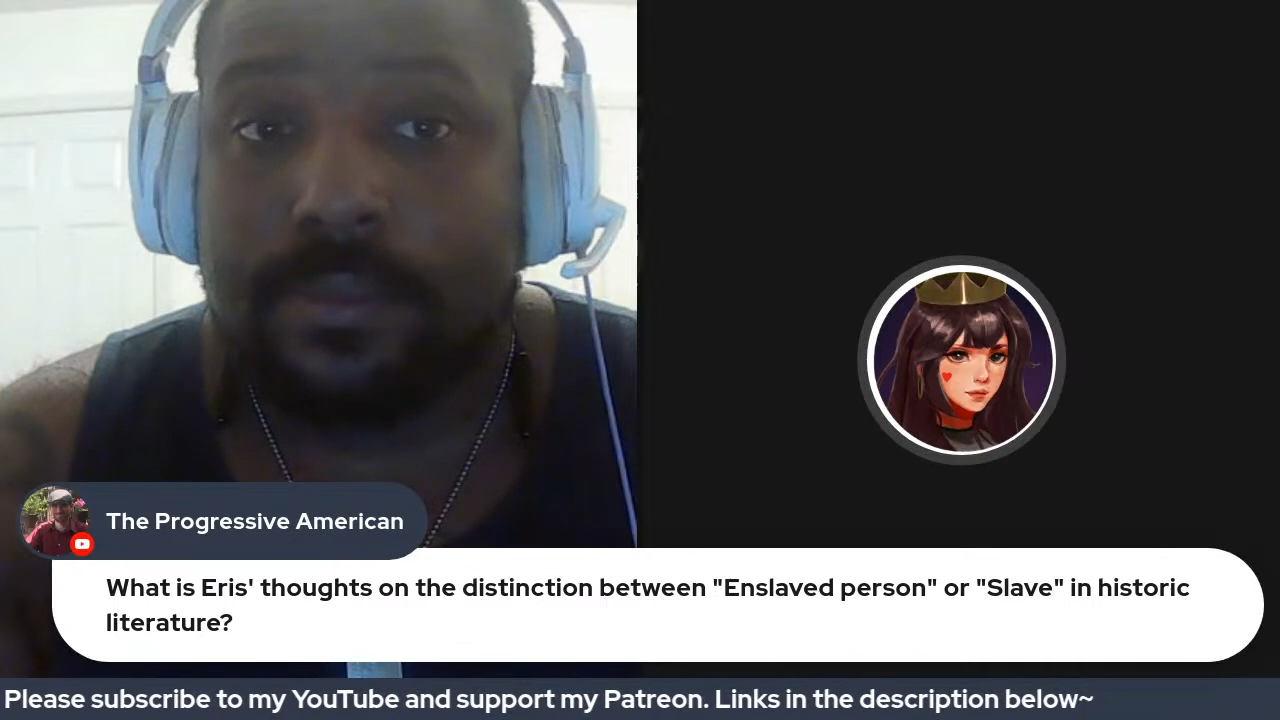 The Progressive American
What is Eris' thoughts on the distinction between "Enslaved person" or "Slave" in historic
literature?
Please subscribe to my YouTube and support my Patreon. Links in the description below~